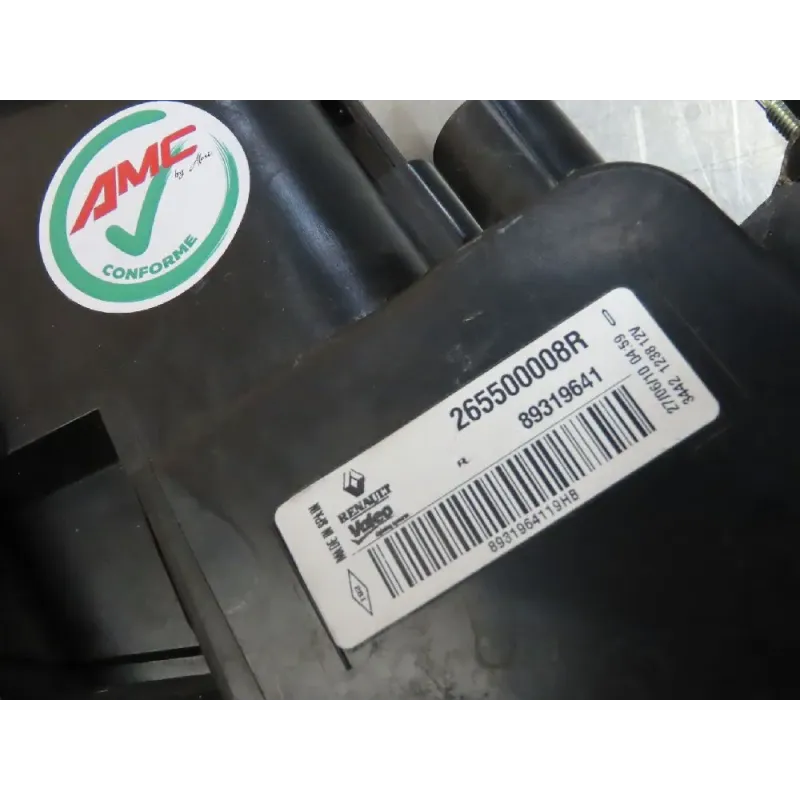 AMC
by Abri
CONFORME
265500008R
89319641
R
27/06/10 04:59
3442 1238 12V
MADE IN SPAIN
RENAULT
Valeo
8931964119HB